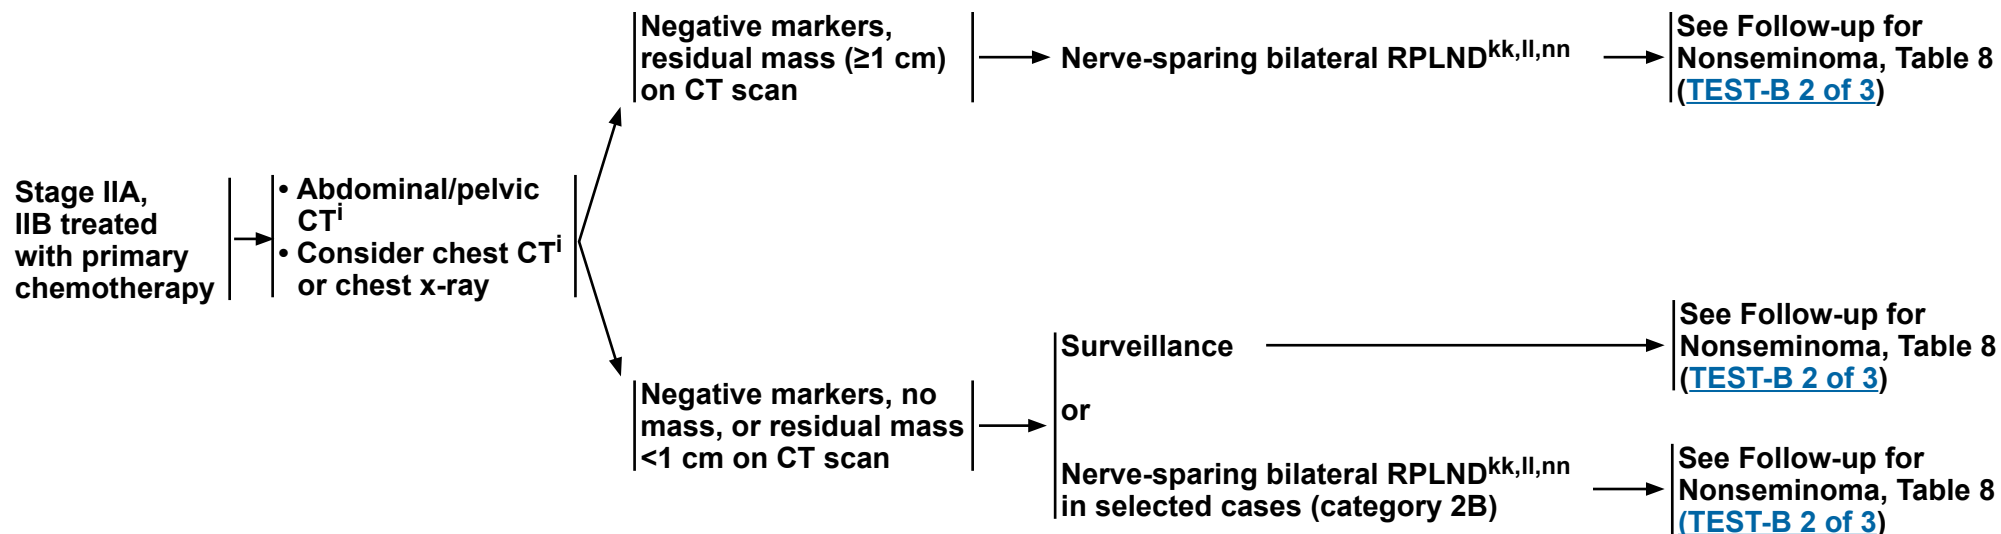 Stage IIA,
IIB treated
with primary
chemotherapy
• Abdominal/pelvic
CTⁱ
• Consider chest CTⁱ
or chest x-ray
Negative markers,
residual mass (≥1 cm)
on CT scan
Nerve-sparing bilateral RPLND^kk,ll,nn
See Follow-up for
Nonseminoma, Table 8
(TEST-B 2 of 3)
Negative markers, no
mass, or residual mass
<1 cm on CT scan
Surveillance
See Follow-up for
Nonseminoma, Table 8
(TEST-B 2 of 3)
or
Nerve-sparing bilateral RPLND^kk,ll,nn
in selected cases (category 2B)
See Follow-up for
Nonseminoma, Table 8
(TEST-B 2 of 3)